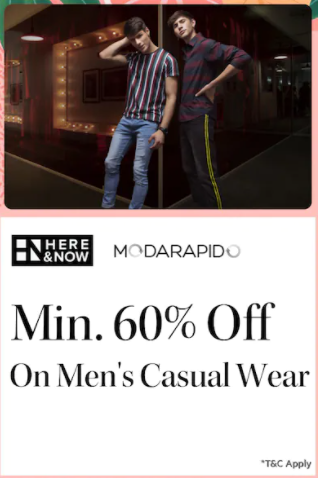 HERE
&NOW
MODARAPIDO
Min. 60% Off
On Men's Casual Wear
*T&C Apply